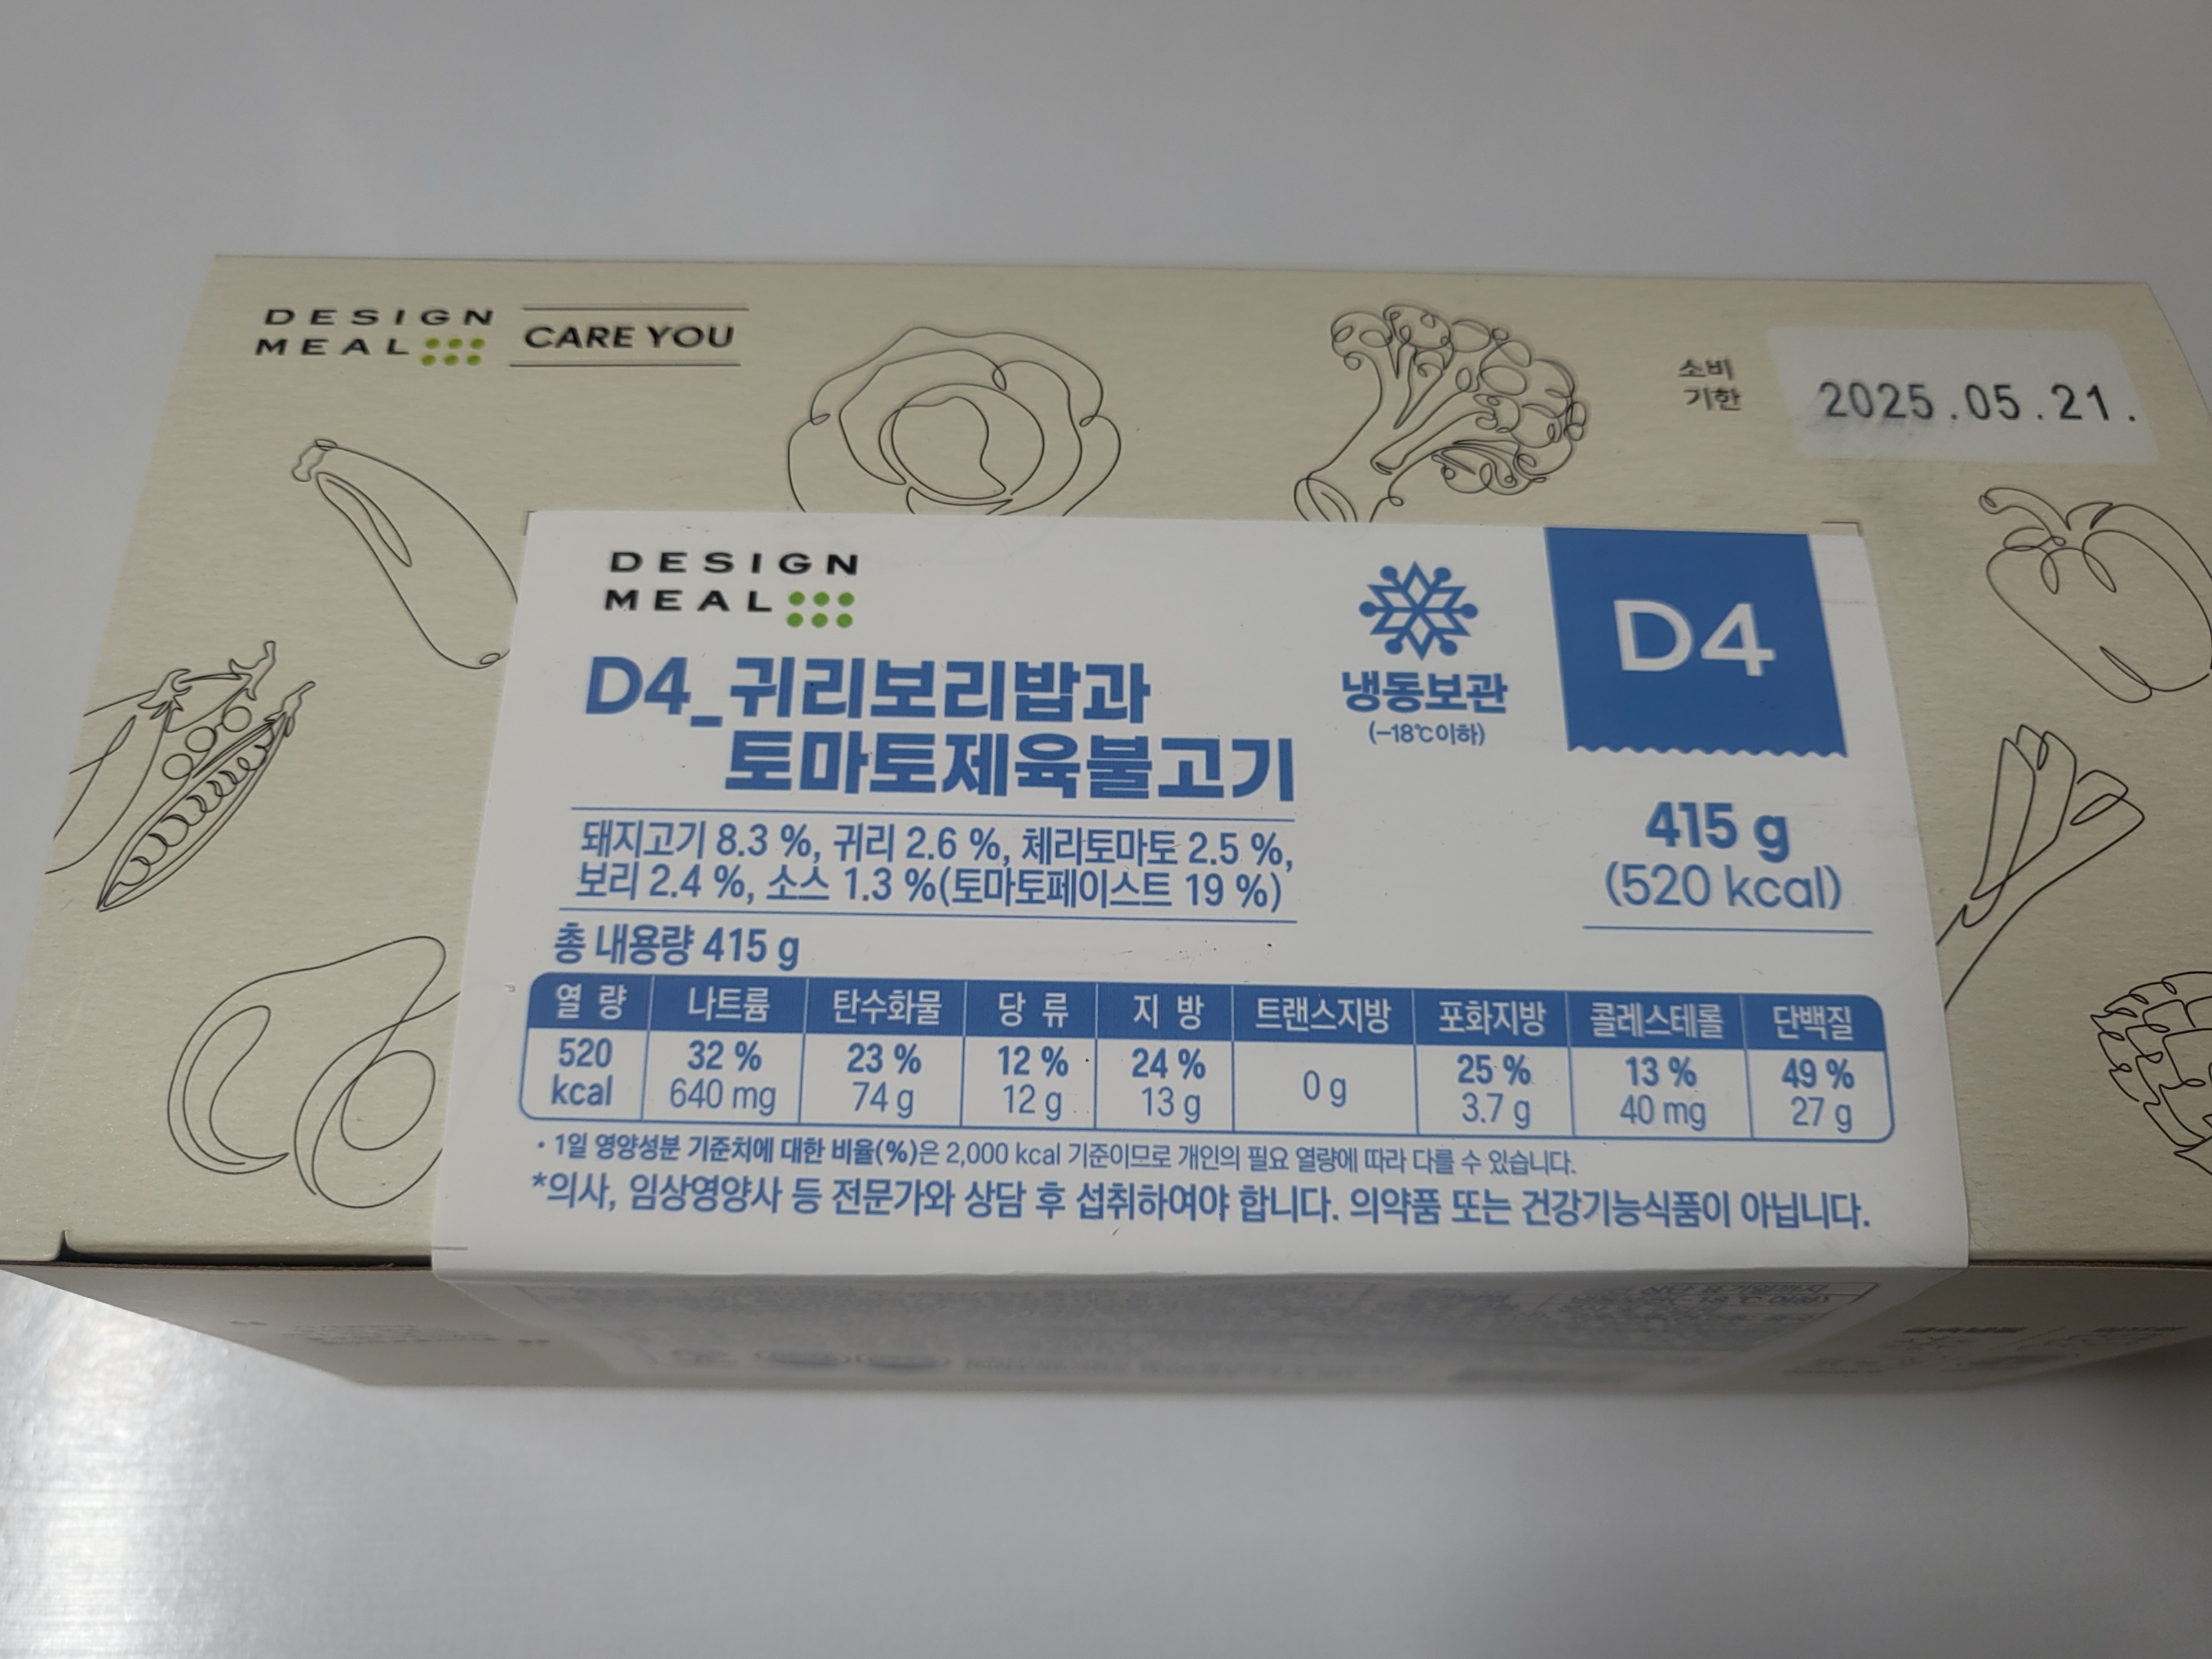 DESIGN
MEAL
CARE YOU
소비
기한
2025.05.21.
DESIGN
MEAL
냉동보관
(-18℃이하)
D4
D4_귀리보리밥과
토마토제육불고기
돼지고기 8.3 %, 귀리 2.6 %, 체리토마토 2.5 %,
보리 2.4 %, 소스 1.3 %(토마토페이스트 19 %)
415 g
(520 kcal)
총 내용량 415 g
열 량 나트륨 탄수화물 당 류 지 방 트랜스지방 포화지방 콜레스테롤 단백질
520 kcal 32 % 640 mg 23 % 74 g 12 % 12 g 24 % 13 g 0 g 25 % 3.7 g 13 % 40 mg 49 % 27 g
• 1일 영양성분 기준치에 대한 비율(%)은 2,000 kcal 기준이므로 개인의 필요 열량에 따라 다를 수 있습니다.
*의사, 임상영양사 등 전문가와 상담 후 섭취하여야 합니다. 의약품 또는 건강기능식품이 아닙니다.